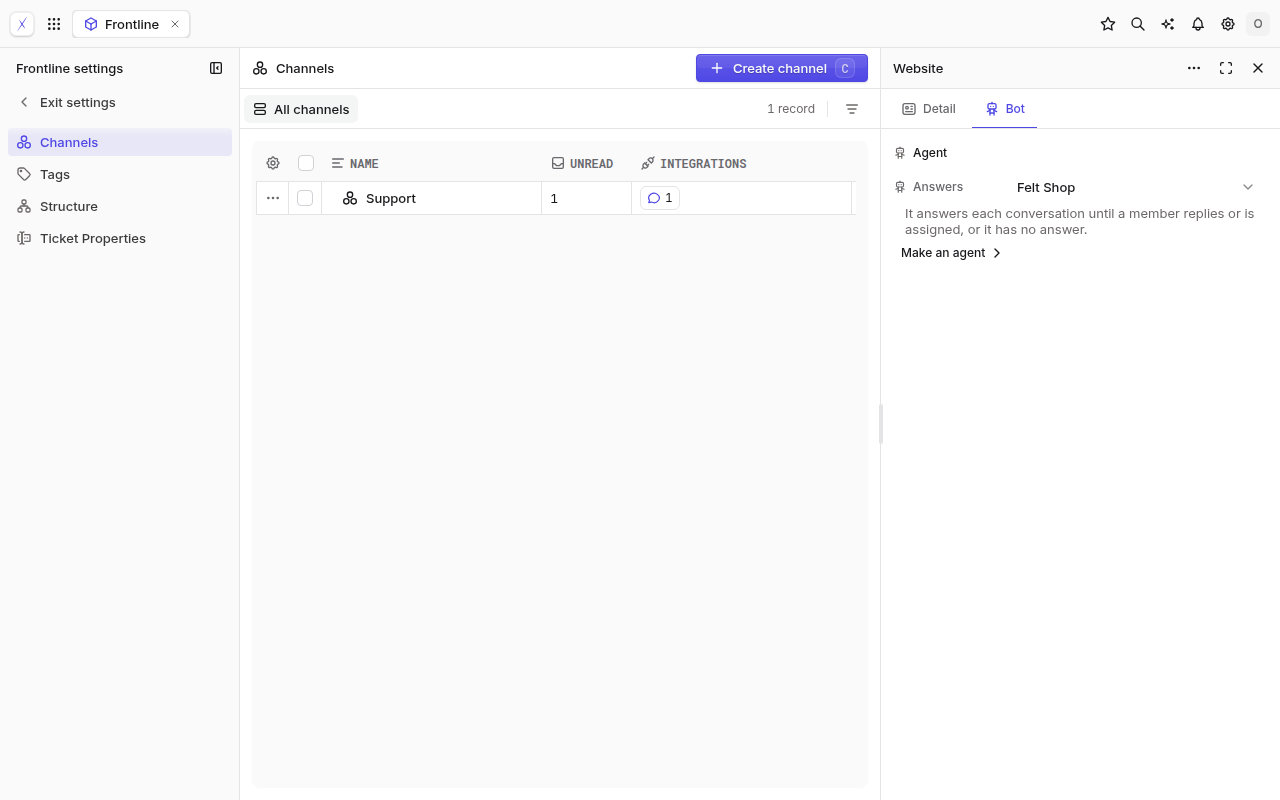 Frontline
O
Frontline settings
Exit settings
Channels
Tags
Structure
Ticket Properties
Channels
Create channel C
All channels
1 record
NAME
UNREAD
INTEGRATIONS
Support
1
1
Website
Detail
Bot
Agent
Answers
Felt Shop
It answers each conversation until a member replies or is
assigned, or it has no answer.
Make an agent